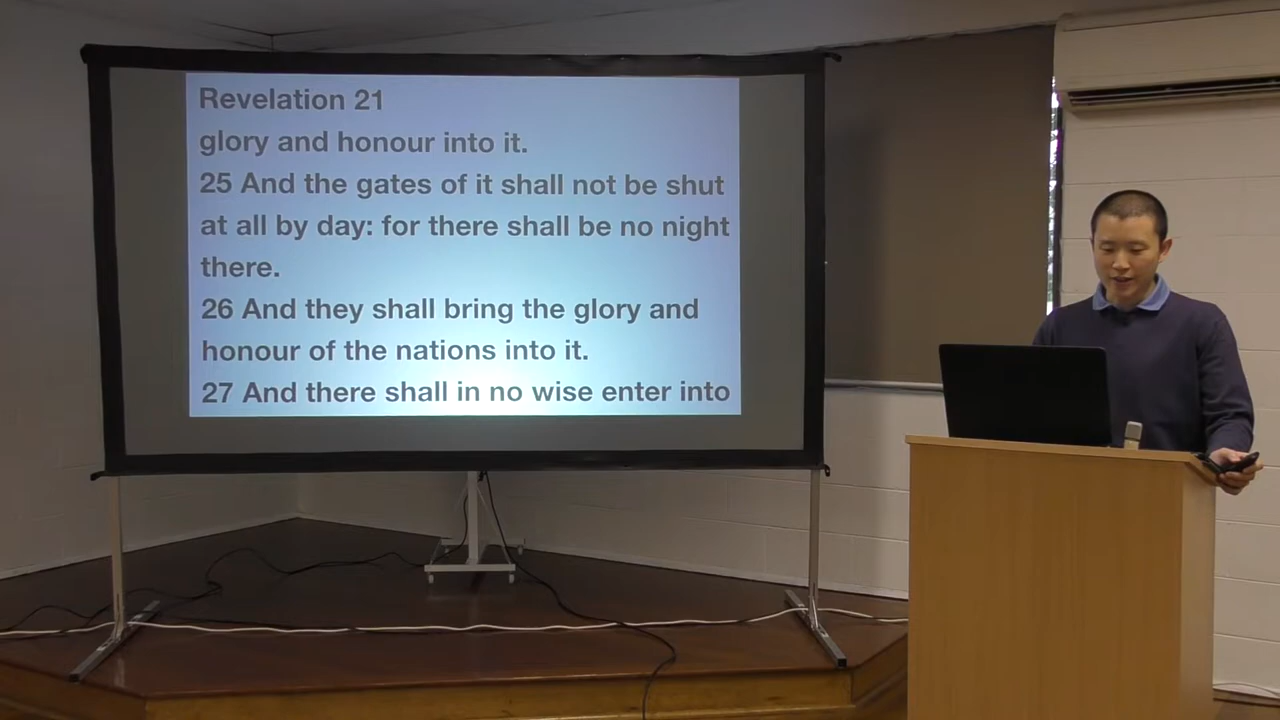 Revelation 21
glory and honour into it.
25 And the gates of it shall not be shut
at all by day: for there shall be no night
there.
26 And they shall bring the glory and
honour of the nations into it.
27 And there shall in no wise enter into